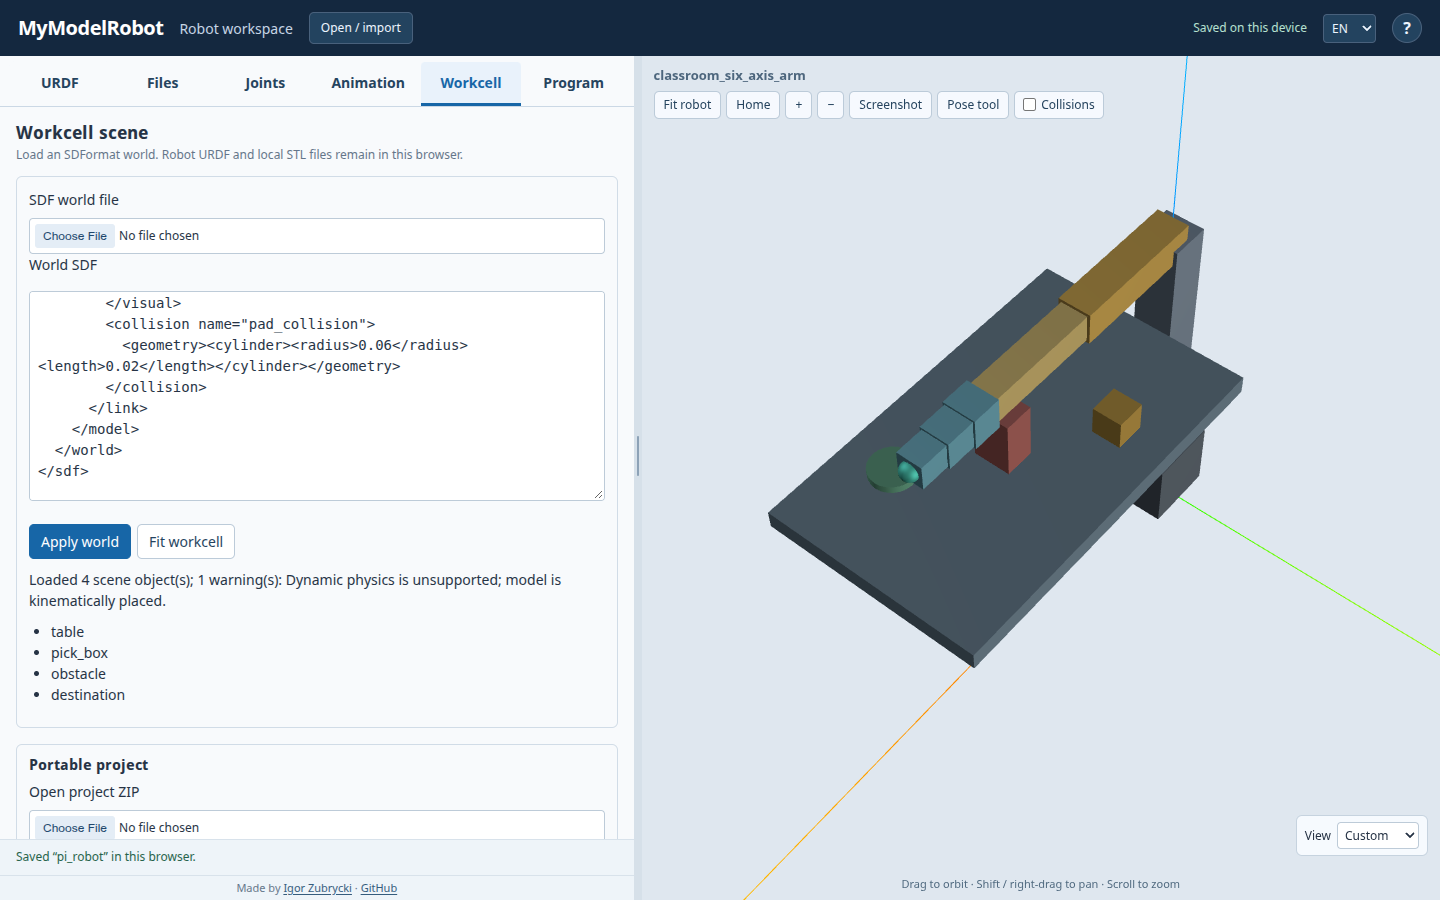 MyModelRobot Robot workspace Open / import Saved on this device EN ?
URDF Files Joints Animation Workcell Program
Workcell scene
Load an SDFormat world. Robot URDF and local STL files remain in this browser.
SDF world file
Choose File No file chosen
World SDF
</visual>
<collision name="pad_collision">
<geometry><cylinder><radius>0.06</radius>
<length>0.02</length></cylinder></geometry>
</collision>
</link>
</model>
</world>
</sdf>
Apply world Fit workcell
Loaded 4 scene object(s); 1 warning(s): Dynamic physics is unsupported; model is
kinematically placed.
• table
• pick_box
• obstacle
• destination
Portable project
Open project ZIP
Choose File No file chosen
Saved “pi_robot” in this browser.
Made by Igor Zubrycki · GitHub
classroom_six_axis_arm
Fit robot Home + − Screenshot Pose tool Collisions
View Custom
Drag to orbit · Shift / right-drag to pan · Scroll to zoom